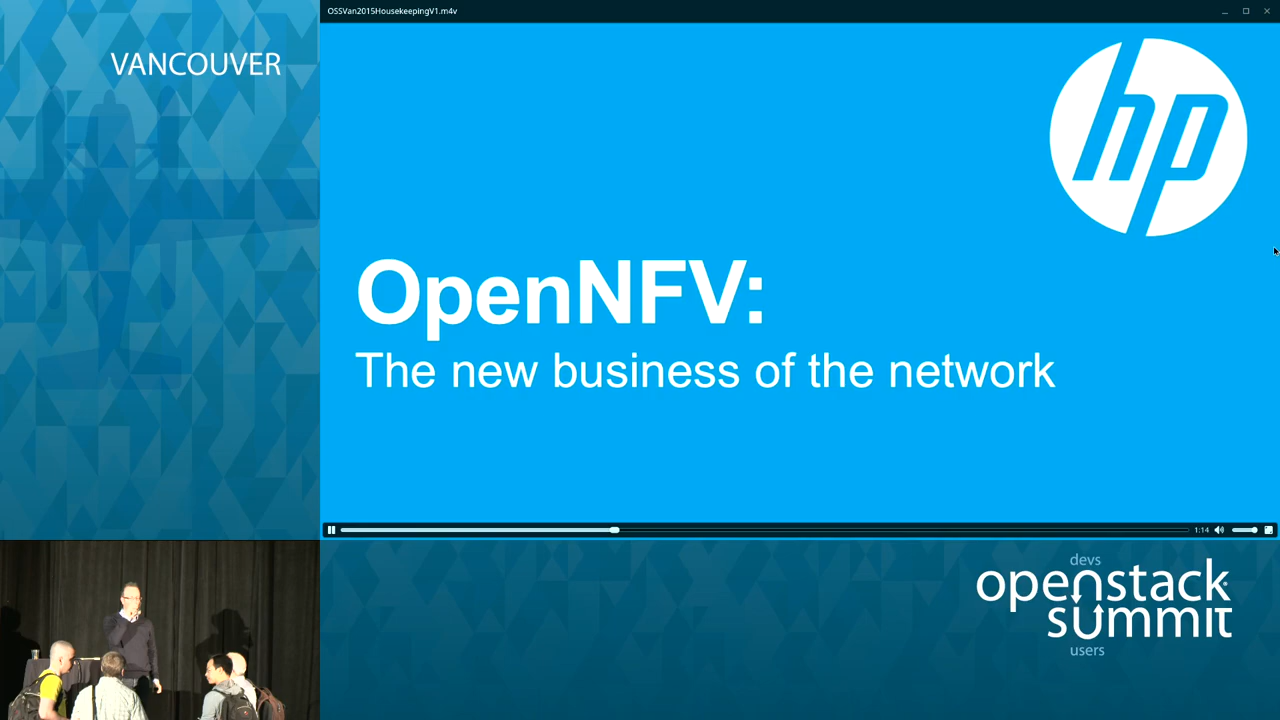 VANCOUVER
OSSVan2015HousekeepingV1.m4v
hp
OpenNFV:
The new business of the network
1:14
devs
openstack
summit
users